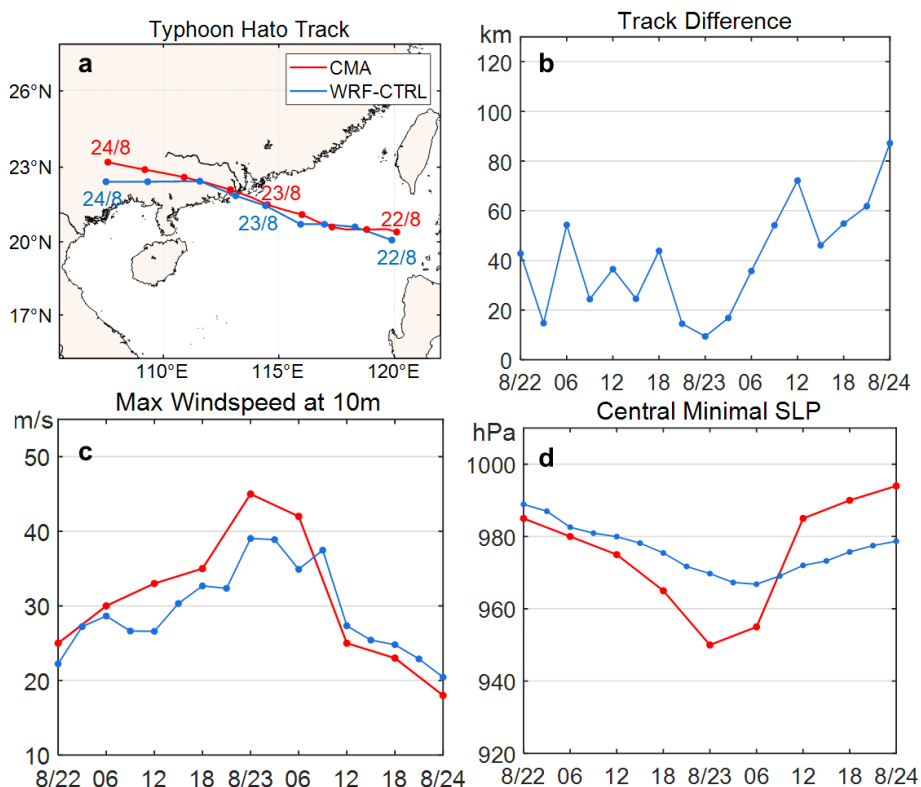 Typhoon Hato Track
a
CMA
WRF-CTRL
26°N
23°N
20°N
17°N
110°E
115°E
120°E
24/8
24/8
23/8
23/8
22/8
22/8
Track Difference
km
b
120
100
80
60
40
20
0
8/22 06 12 18 8/23 06 12 18 8/24
Max Windspeed at 10m
m/s
c
50
40
30
20
10
8/22 06 12 18 8/23 06 12 18 8/24
Central Minimal SLP
hPa
d
1000
980
960
940
920
8/22 06 12 18 8/23 06 12 18 8/24